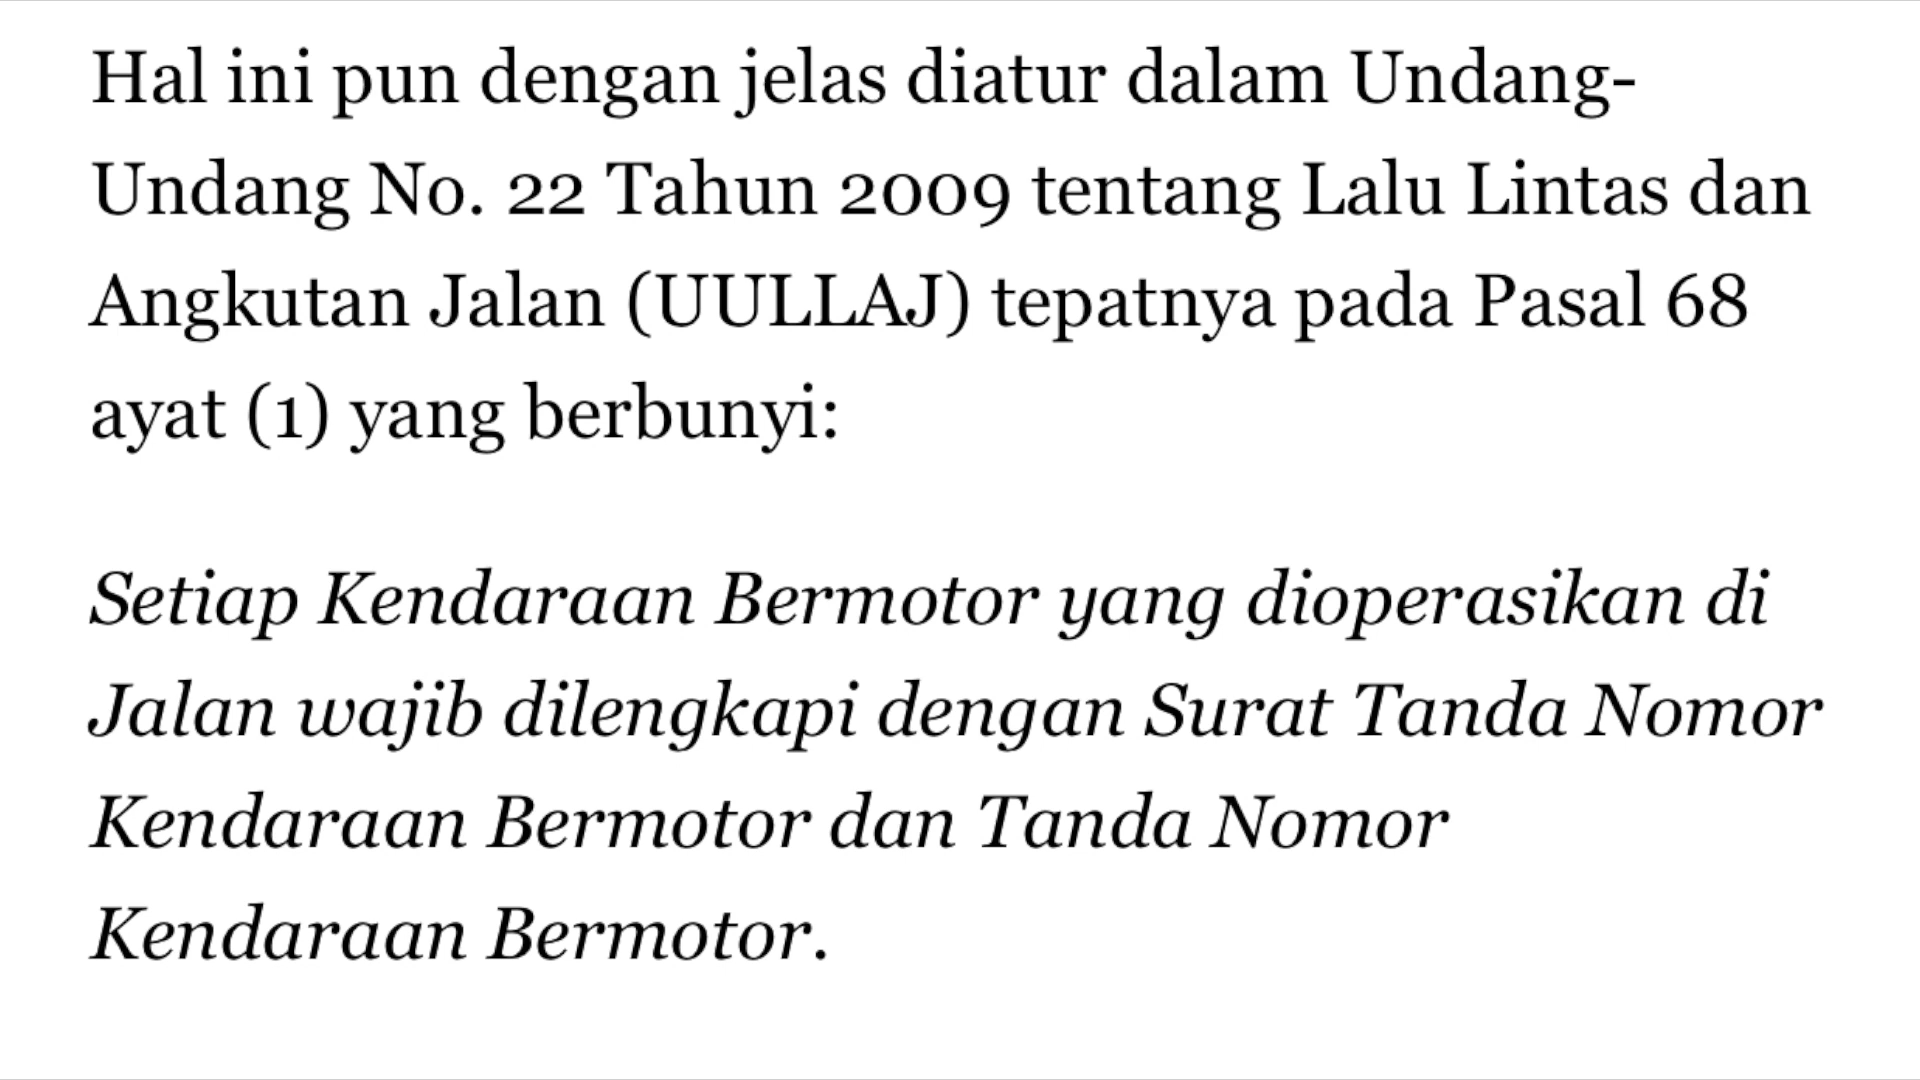 Hal ini pun dengan jelas diatur dalam Undang-
Undang No. 22 Tahun 2009 tentang Lalu Lintas dan
Angkutan Jalan (UULLAJ) tepatnya pada Pasal 68
ayat (1) yang berbunyi:
Setiap Kendaraan Bermotor yang dioperasikan di
Jalan wajib dilengkapi dengan Surat Tanda Nomor
Kendaraan Bermotor dan Tanda Nomor
Kendaraan Bermotor.